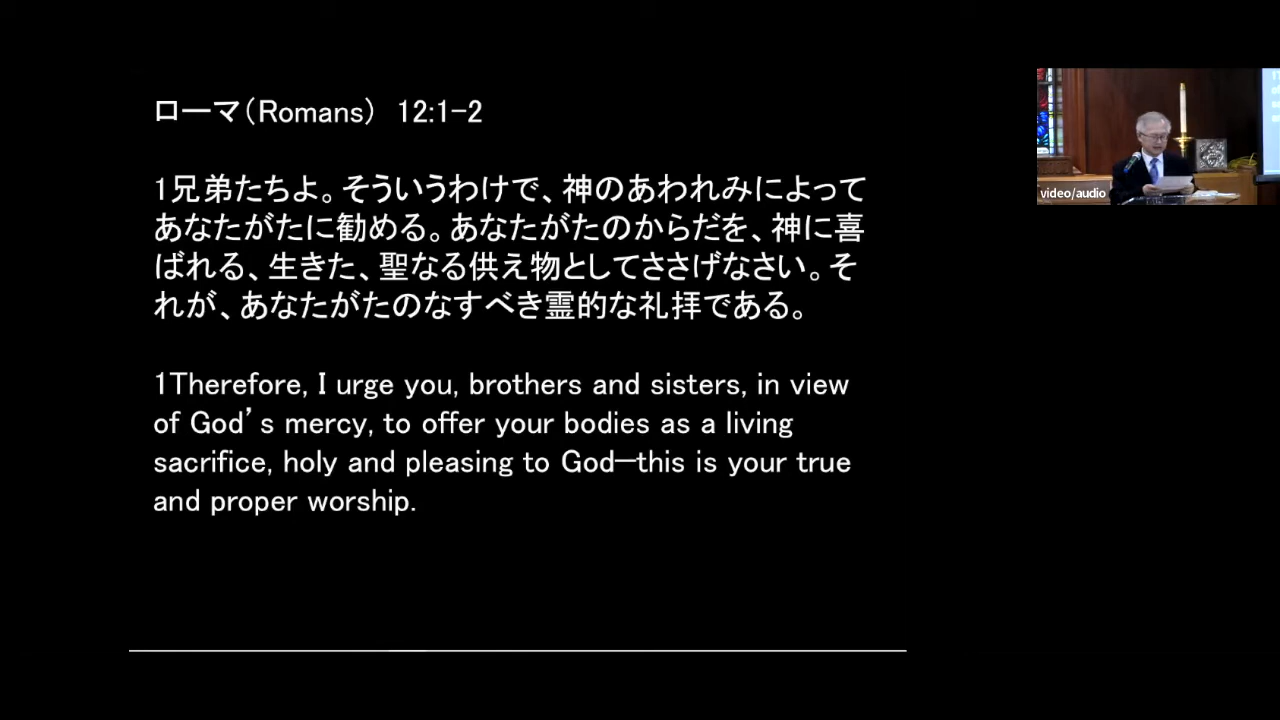 ローマ（Romans） 12:1-2
1兄弟たちよ。そういうわけで、神のあわれみによって
あなたがたに勧める。あなたがたのからだを、神に喜
ばれる、生きた、聖なる供え物としてささげなさい。そ
れが、あなたがたのなすべき霊的な礼拝である。
1Therefore, I urge you, brothers and sisters, in view
of God’s mercy, to offer your bodies as a living
sacrifice, holy and pleasing to God—this is your true
and proper worship.
video/audio